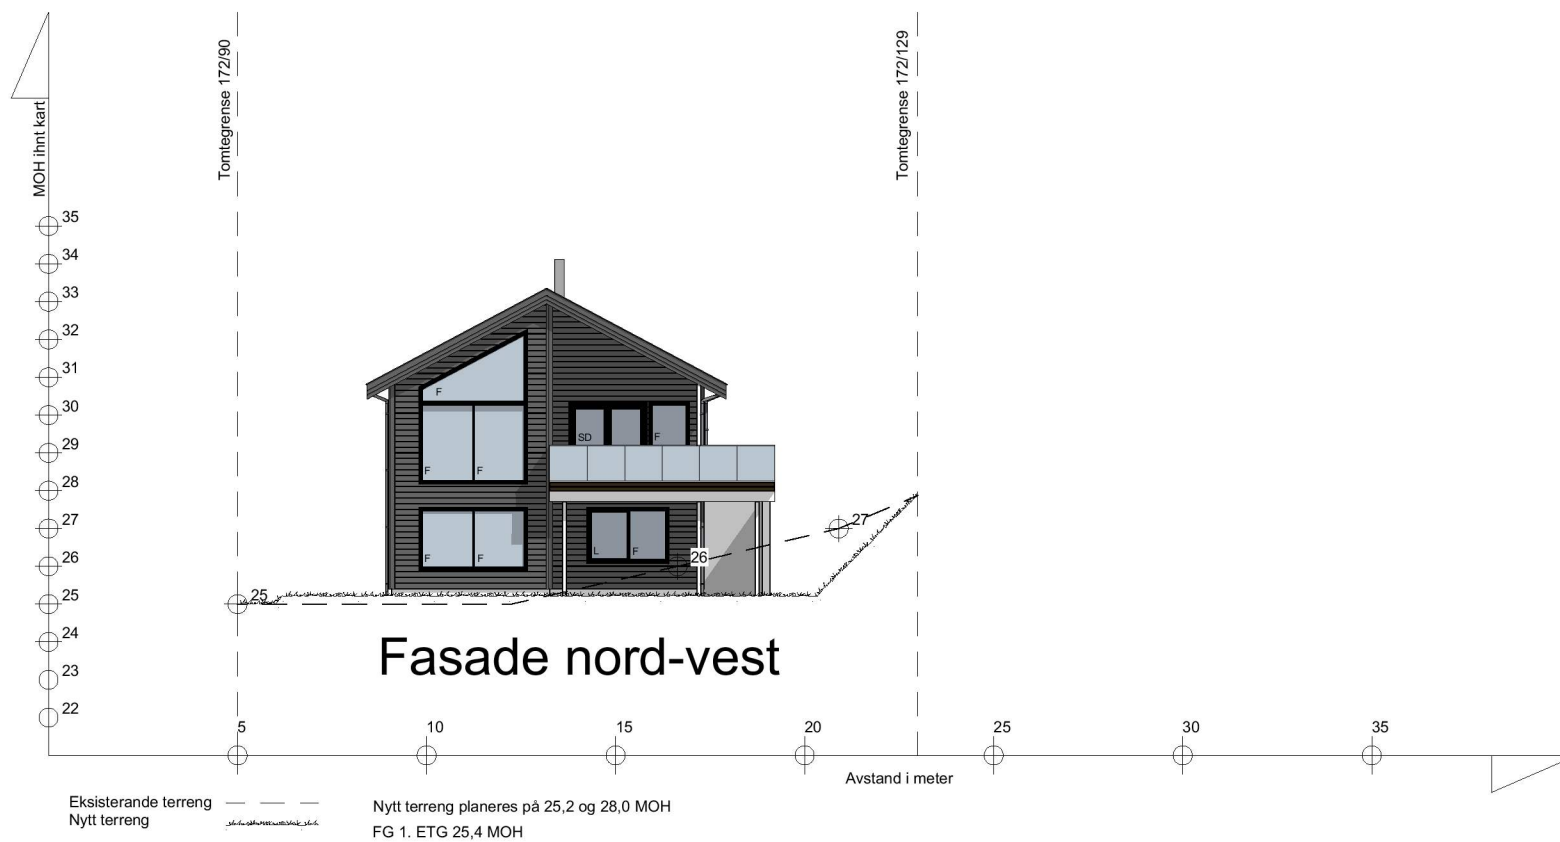 Tomtegrense 172/90
Tomtegrense 172/129
MOH ihnt kart
35
34
33
32
31
30
29
28
27
26
25
24
23
22
F
F
F
SD
F
F
F
L
F
25
26
27
Fasade nord-vest
5
10
15
20
25
30
35
Avstand i meter
Eksisterande terreng
Nytt terreng
Nytt terreng planeres på 25,2 og 28,0 MOH
FG 1. ETG 25,4 MOH